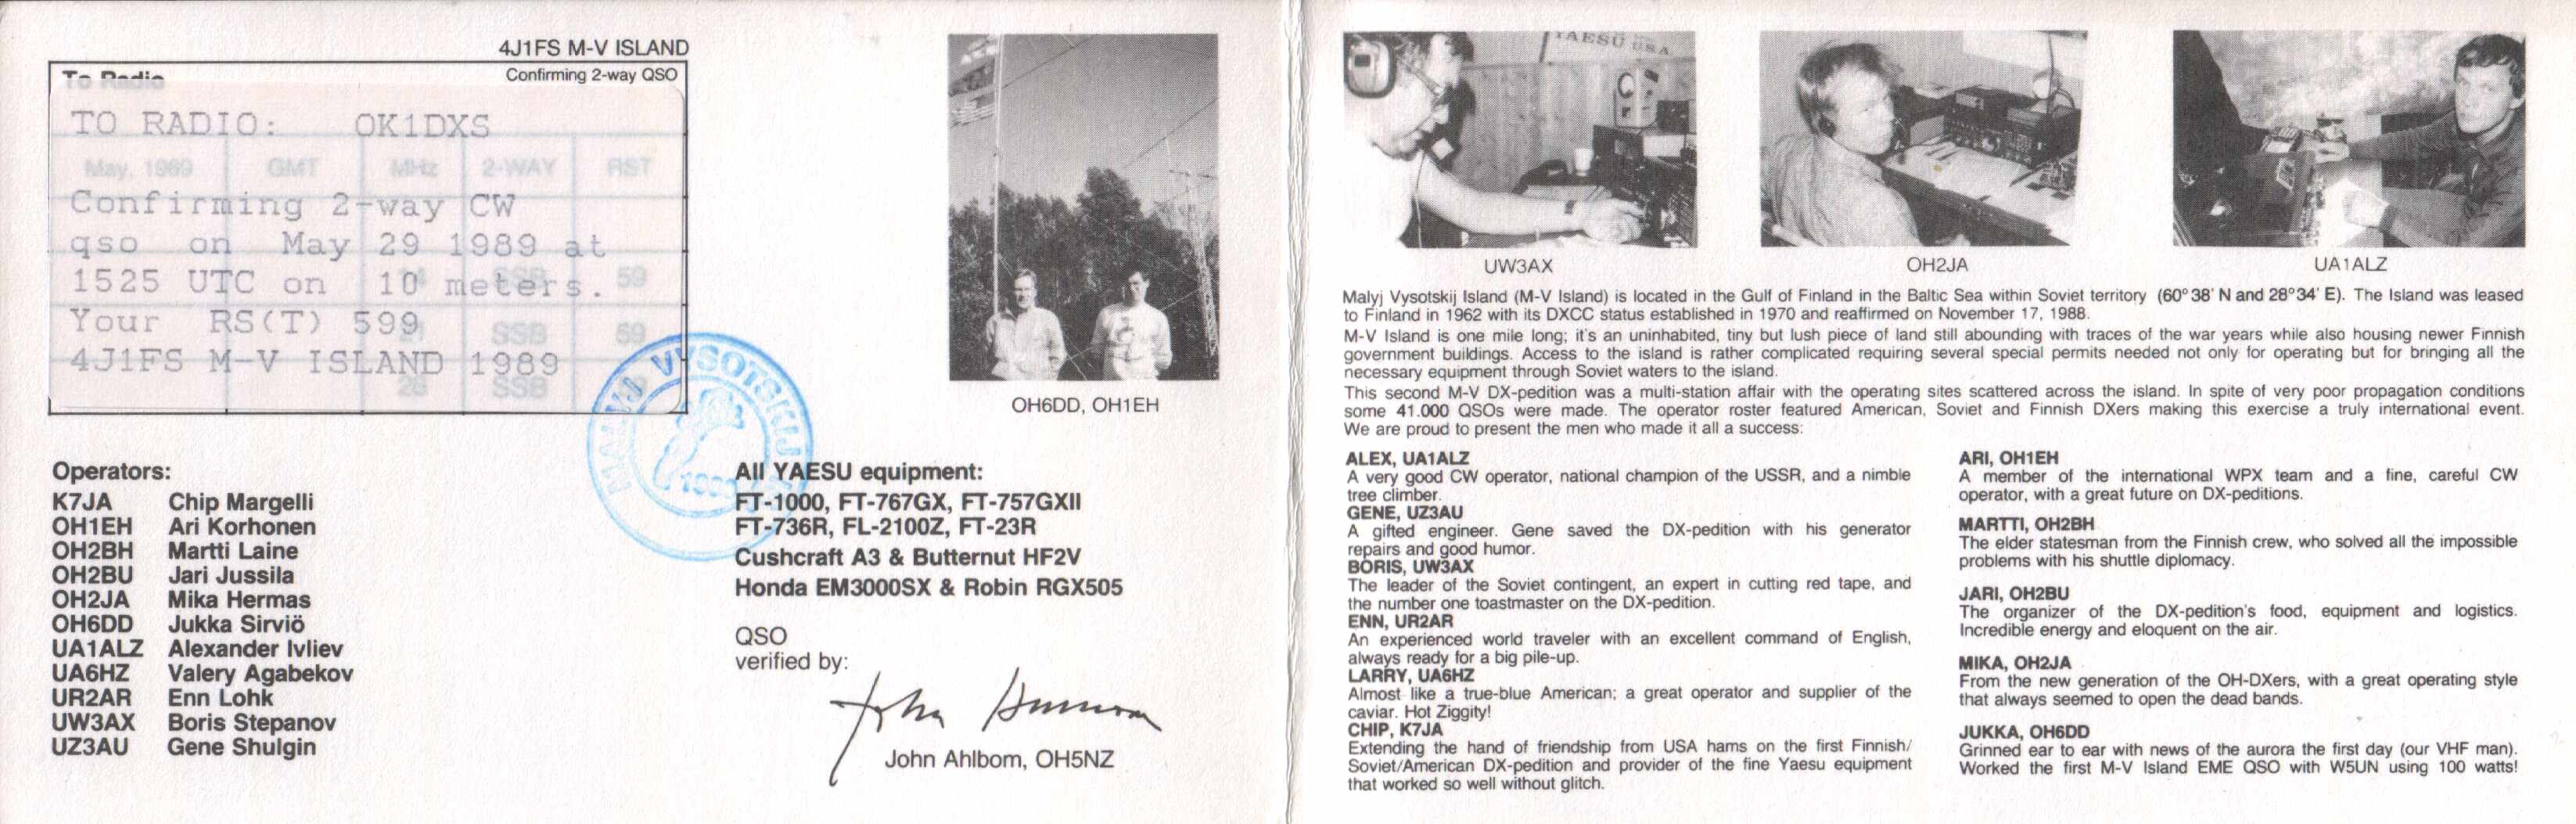 4J1FS M-V ISLAND
To Radio
Confirming 2-way QSO
TO RADIO: OK1DXS
May, 1989 GMT MHz 2-WAY RST
Confirming 2-way CW
qso on May 29 1989 at
1525 UTC on 10 meters.
SSB 59
Your RS(T) 599
21 SSB 59
4J1FS M-V ISLAND 1989
28 SSB
MALYJ VYSOTSKIJ
OH6DD, OH1EH
Operators:
K7JA Chip Margelli
OH1EH Ari Korhonen
OH2BH Martti Laine
OH2BU Jari Jussila
OH2JA Mika Hermas
OH6DD Jukka Sirviö
UA1ALZ Alexander Ivliev
UA6HZ Valery Agabekov
UR2AR Enn Lohk
UW3AX Boris Stepanov
UZ3AU Gene Shulgin
All YAESU equipment:
FT-1000, FT-767GX, FT-757GXII
FT-736R, FL-2100Z, FT-23R
Cushcraft A3 & Butternut HF2V
Honda EM3000SX & Robin RGX505
QSO
verified by:
John Ahlbom, OH5NZ
YAESU USA
UW3AX
OH2JA
UA1ALZ
Malyj Vysotskij Island (M-V Island) is located in the Gulf of Finland in the Baltic Sea within Soviet territory (60°38' N and 28°34' E). The Island was leased
to Finland in 1962 with its DXCC status established in 1970 and reaffirmed on November 17, 1988.
M-V Island is one mile long; it's an uninhabited, tiny but lush piece of land still abounding with traces of the war years while also housing newer Finnish
government buildings. Access to the island is rather complicated requiring several special permits needed not only for operating but for bringing all the
necessary equipment through Soviet waters to the island.
This second M-V DX-pedition was a multi-station affair with the operating sites scattered across the island. In spite of very poor propagation conditions
some 41.000 QSOs were made. The operator roster featured American, Soviet and Finnish DXers making this exercise a truly international event.
We are proud to present the men who made it all a success:
ALEX, UA1ALZ
A very good CW operator, national champion of the USSR, and a nimble
tree climber.
GENE, UZ3AU
A gifted engineer. Gene saved the DX-pedition with his generator
repairs and good humor.
BORIS, UW3AX
The leader of the Soviet contingent, an expert in cutting red tape, and
the number one toastmaster on the DX-pedition.
ENN, UR2AR
An experienced world traveler with an excellent command of English,
always ready for a big pile-up.
LARRY, UA6HZ
Almost like a true-blue American; a great operator and supplier of the
caviar. Hot Ziggity!
CHIP, K7JA
Extending the hand of friendship from USA hams on the first Finnish/
Soviet/American DX-pedition and provider of the fine Yaesu equipment
that worked so well without glitch.
ARI, OH1EH
A member of the international WPX team and a fine, careful CW
operator, with a great future on DX-peditions.
MARTTI, OH2BH
The elder statesman from the Finnish crew, who solved all the impossible
problems with his shuttle diplomacy.
JARI, OH2BU
The organizer of the DX-pedition's food, equipment and logistics.
Incredible energy and eloquent on the air.
MIKA, OH2JA
From the new generation of the OH-DXers, with a great operating style
that always seemed to open the dead bands.
JUKKA, OH6DD
Grinned ear to ear with news of the aurora the first day (our VHF man).
Worked the first M-V Island EME QSO with W5UN using 100 watts!